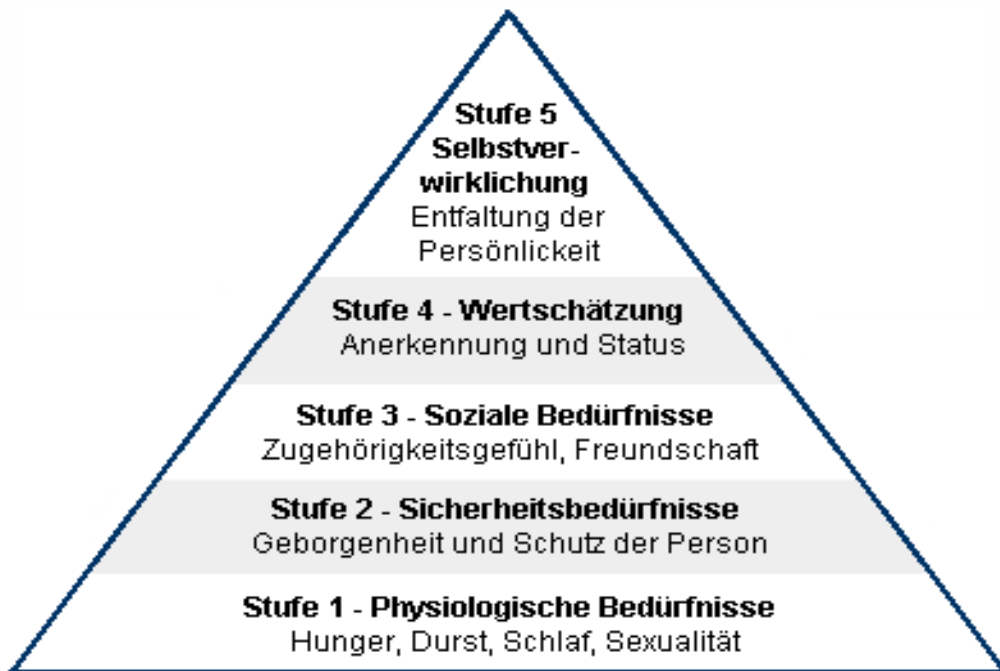 Stufe 5
Selbstver-
wirklichung
Entfaltung der
Persönlickeit
Stufe 4 - Wertschätzung
Anerkennung und Status
Stufe 3 - Soziale Bedürfnisse
Zugehörigkeitsgefühl, Freundschaft
Stufe 2 - Sicherheitsbedürfnisse
Geborgenheit und Schutz der Person
Stufe 1 - Physiologische Bedürfnisse
Hunger, Durst, Schlaf, Sexualität